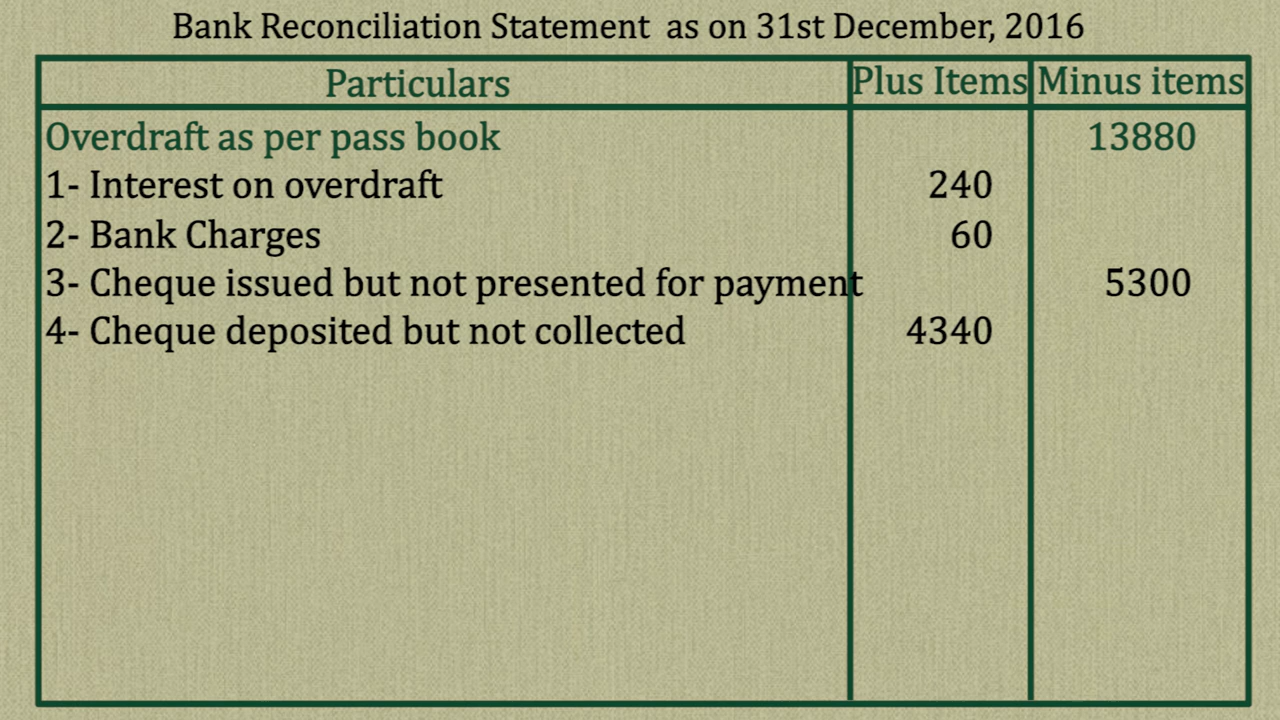 Bank Reconciliation Statement as on 31st December, 2016
Particulars Plus Items Minus items
Overdraft as per pass book 13880
1- Interest on overdraft 240
2- Bank Charges 60
3- Cheque issued but not presented for payment 5300
4- Cheque deposited but not collected 4340